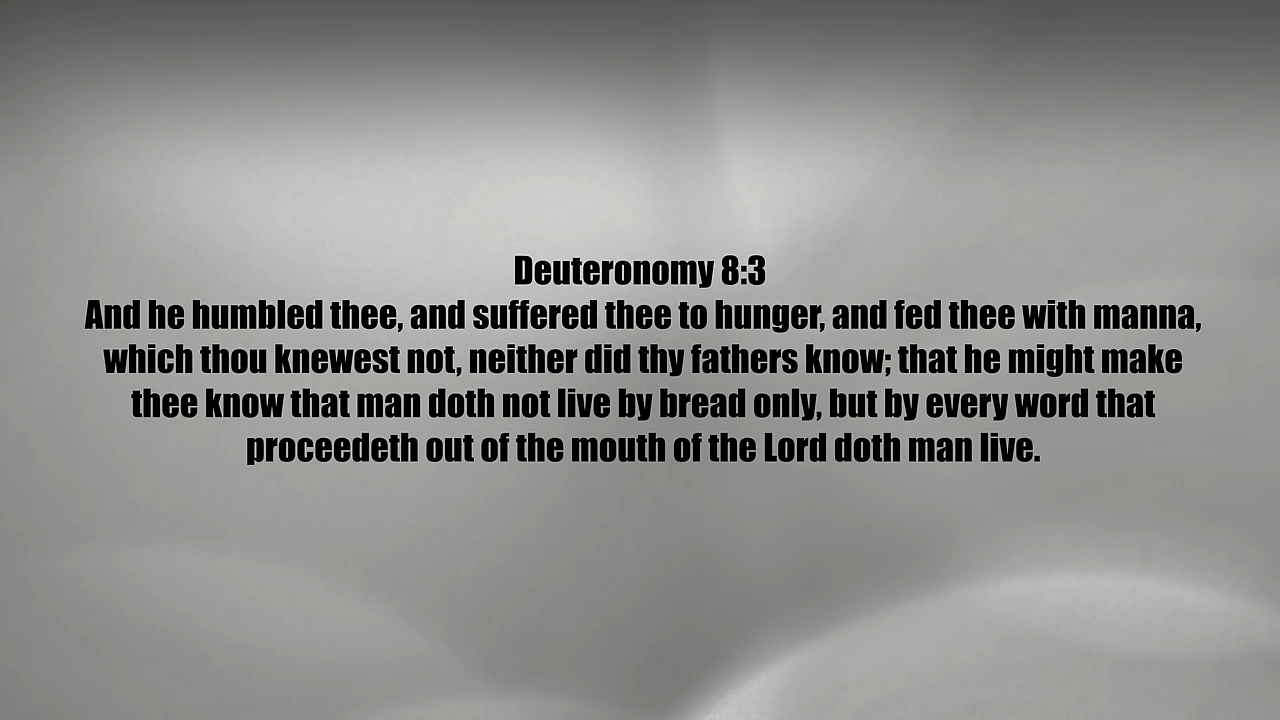 Deuteronomy 8:3
And he humbled thee, and suffered thee to hunger, and fed thee with manna,
which thou knewest not, neither did thy fathers know; that he might make
thee know that man doth not live by bread only, but by every word that
proceedeth out of the mouth of the Lord doth man live.